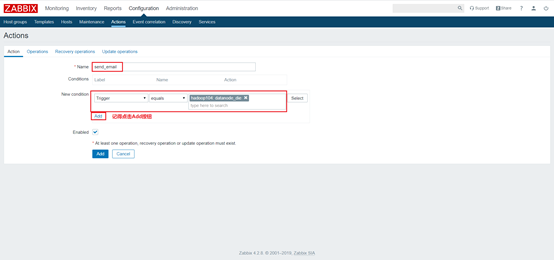 ZABBIX Monitoring Inventory Reports Configuration Administration Support Share ?
Host groups Templates Hosts Maintenance Actions Event correlation Discovery Services
Actions
Action Operations Recovery operations Update operations
* Name send_email
Conditions Label Name Action
New condition Trigger equals hadoop104: datanode_die Select
type here to search
Add 记得点击Add按钮
Enabled
* At least one operation, recovery operation or update operation must exist.
Add Cancel
Zabbix 4.2.8. © 2001–2019, Zabbix SIA